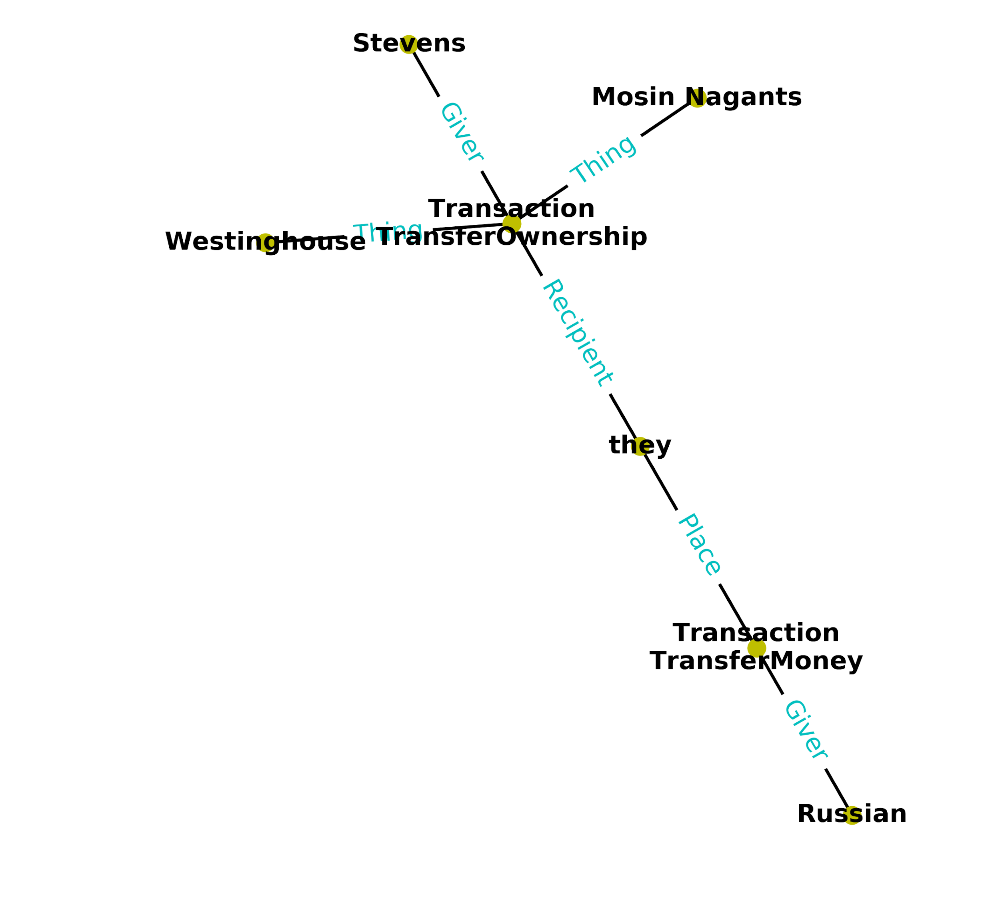 Stevens
Mosin Nagants
Giver
Thing
Transaction
TransferOwnership
Thing
Westinghouse
Recipient
they
Place
Transaction
TransferMoney
Giver
Russian